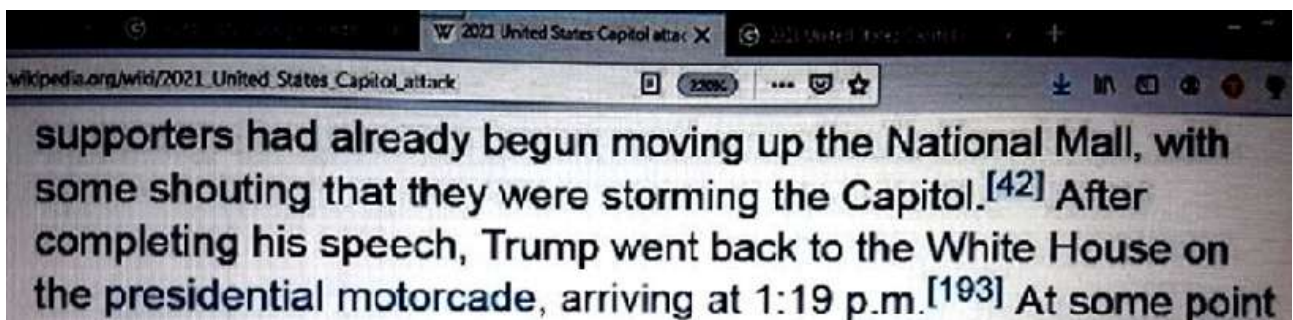 W 2021 United States Capitol attac X
wikipedia.org/wiki/2021_United_States_Capitol_attack 220% ...
supporters had already begun moving up the National Mall, with
some shouting that they were storming the Capitol.[42] After
completing his speech, Trump went back to the White House on
the presidential motorcade, arriving at 1:19 p.m.[193] At some point